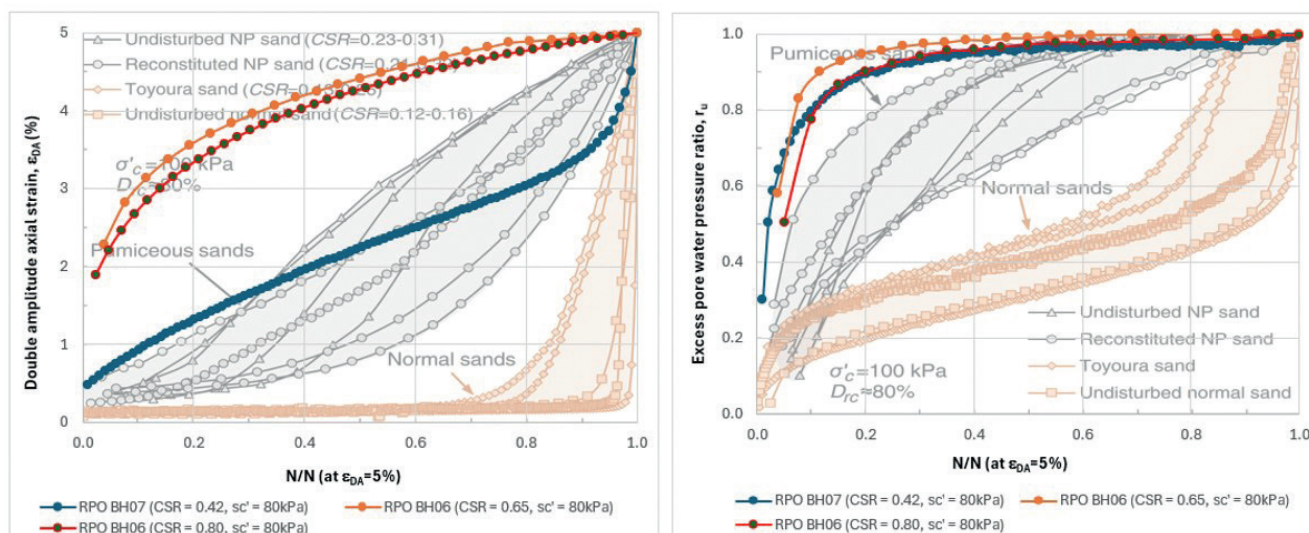 5
4
3
2
1
0
Double amplitude axial strain, εDA (%)
Undisturbed NP sand (CSR=0.23-0.31)
Reconstituted NP sand (CSR=
Toyoura sand (CSR=
Undisturbed sand (CSR=0.12-0.16)
σ'c=100 kPa
Pumiceous sands
Normal sands
0.0 0.2 0.4 0.6 0.8 1.0
N/N (at εDA=5%)
RPO BH07 (CSR = 0.42, sc' = 80kPa)
RPO BH06 (CSR = 0.65, sc' = 80kPa)
RPO BH06 (CSR = 0.80, sc' = 80kPa)
1.0
0.8
0.6
0.4
0.2
0.0
Excess pore water pressure ratio, ru
Pumiceous
Normal sands
Undisturbed NP sand
Reconstituted NP sand
Toyoura sand
Undisturbed normal sand
σ'c=100 kPa
Drc≈80%
0.0 0.2 0.4 0.6 0.8 1.0
N/N (at εDA=5%)
RPO BH07 (CSR = 0.42, sc' = 80kPa)
RPO BH06 (CSR = 0.65, sc' = 80kPa)
RPO BH06 (CSR = 0.80, sc' = 80kPa)